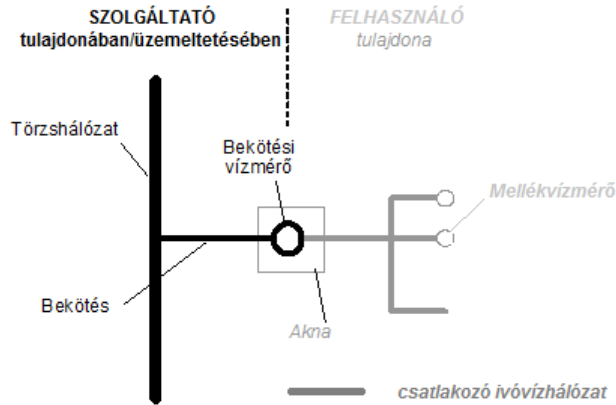 SZOLGÁLTATÓ
tulajdonában/üzemeltetésében
FELHASZNÁLÓ
tulajdona
Törzshálózat
Bekötési
vízmérő
Mellékvízmérő
Bekötés
Akna
csatlakozó ivóvízhálózat